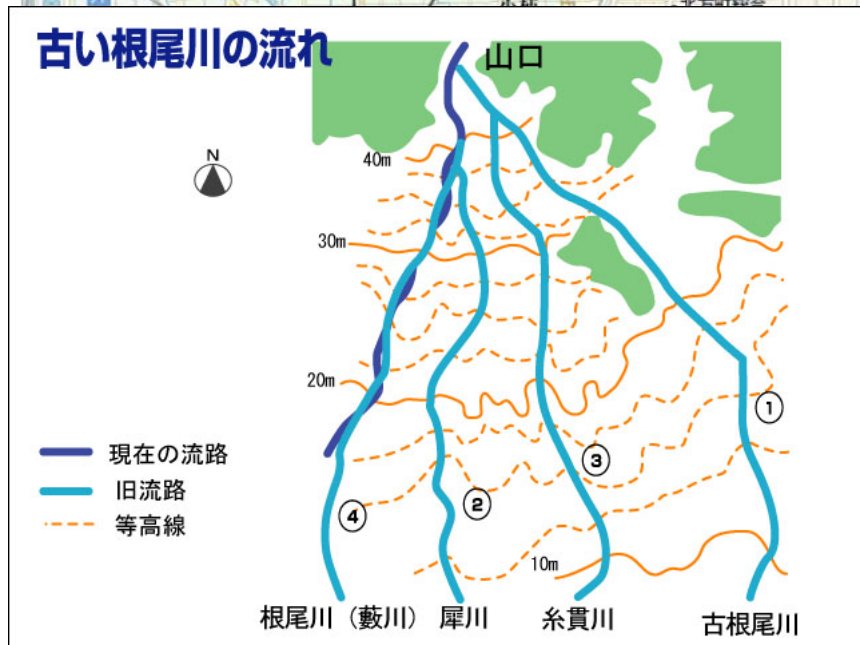 古い根尾川の流れ
山口
N
40m
30m
20m
①
③
②
④
現在の流路
旧流路
等高線
10m
根尾川（藪川）
犀川
糸貫川
古根尾川